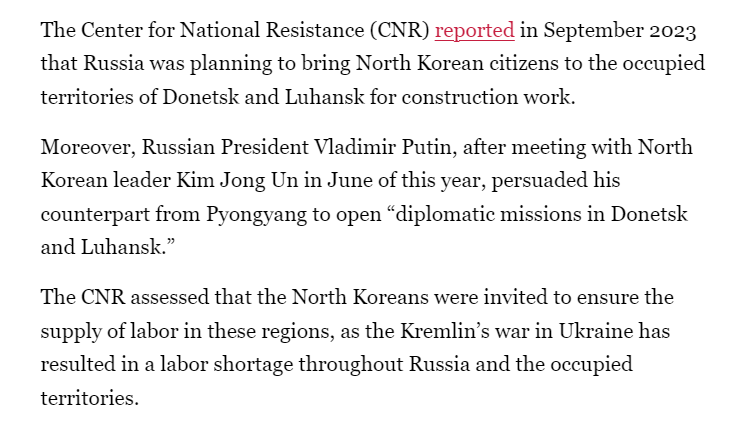 The Center for National Resistance (CNR) reported in September 2023
that Russia was planning to bring North Korean citizens to the occupied
territories of Donetsk and Luhansk for construction work.
Moreover, Russian President Vladimir Putin, after meeting with North
Korean leader Kim Jong Un in June of this year, persuaded his
counterpart from Pyongyang to open “diplomatic missions in Donetsk
and Luhansk.”
The CNR assessed that the North Koreans were invited to ensure the
supply of labor in these regions, as the Kremlin’s war in Ukraine has
resulted in a labor shortage throughout Russia and the occupied
territories.